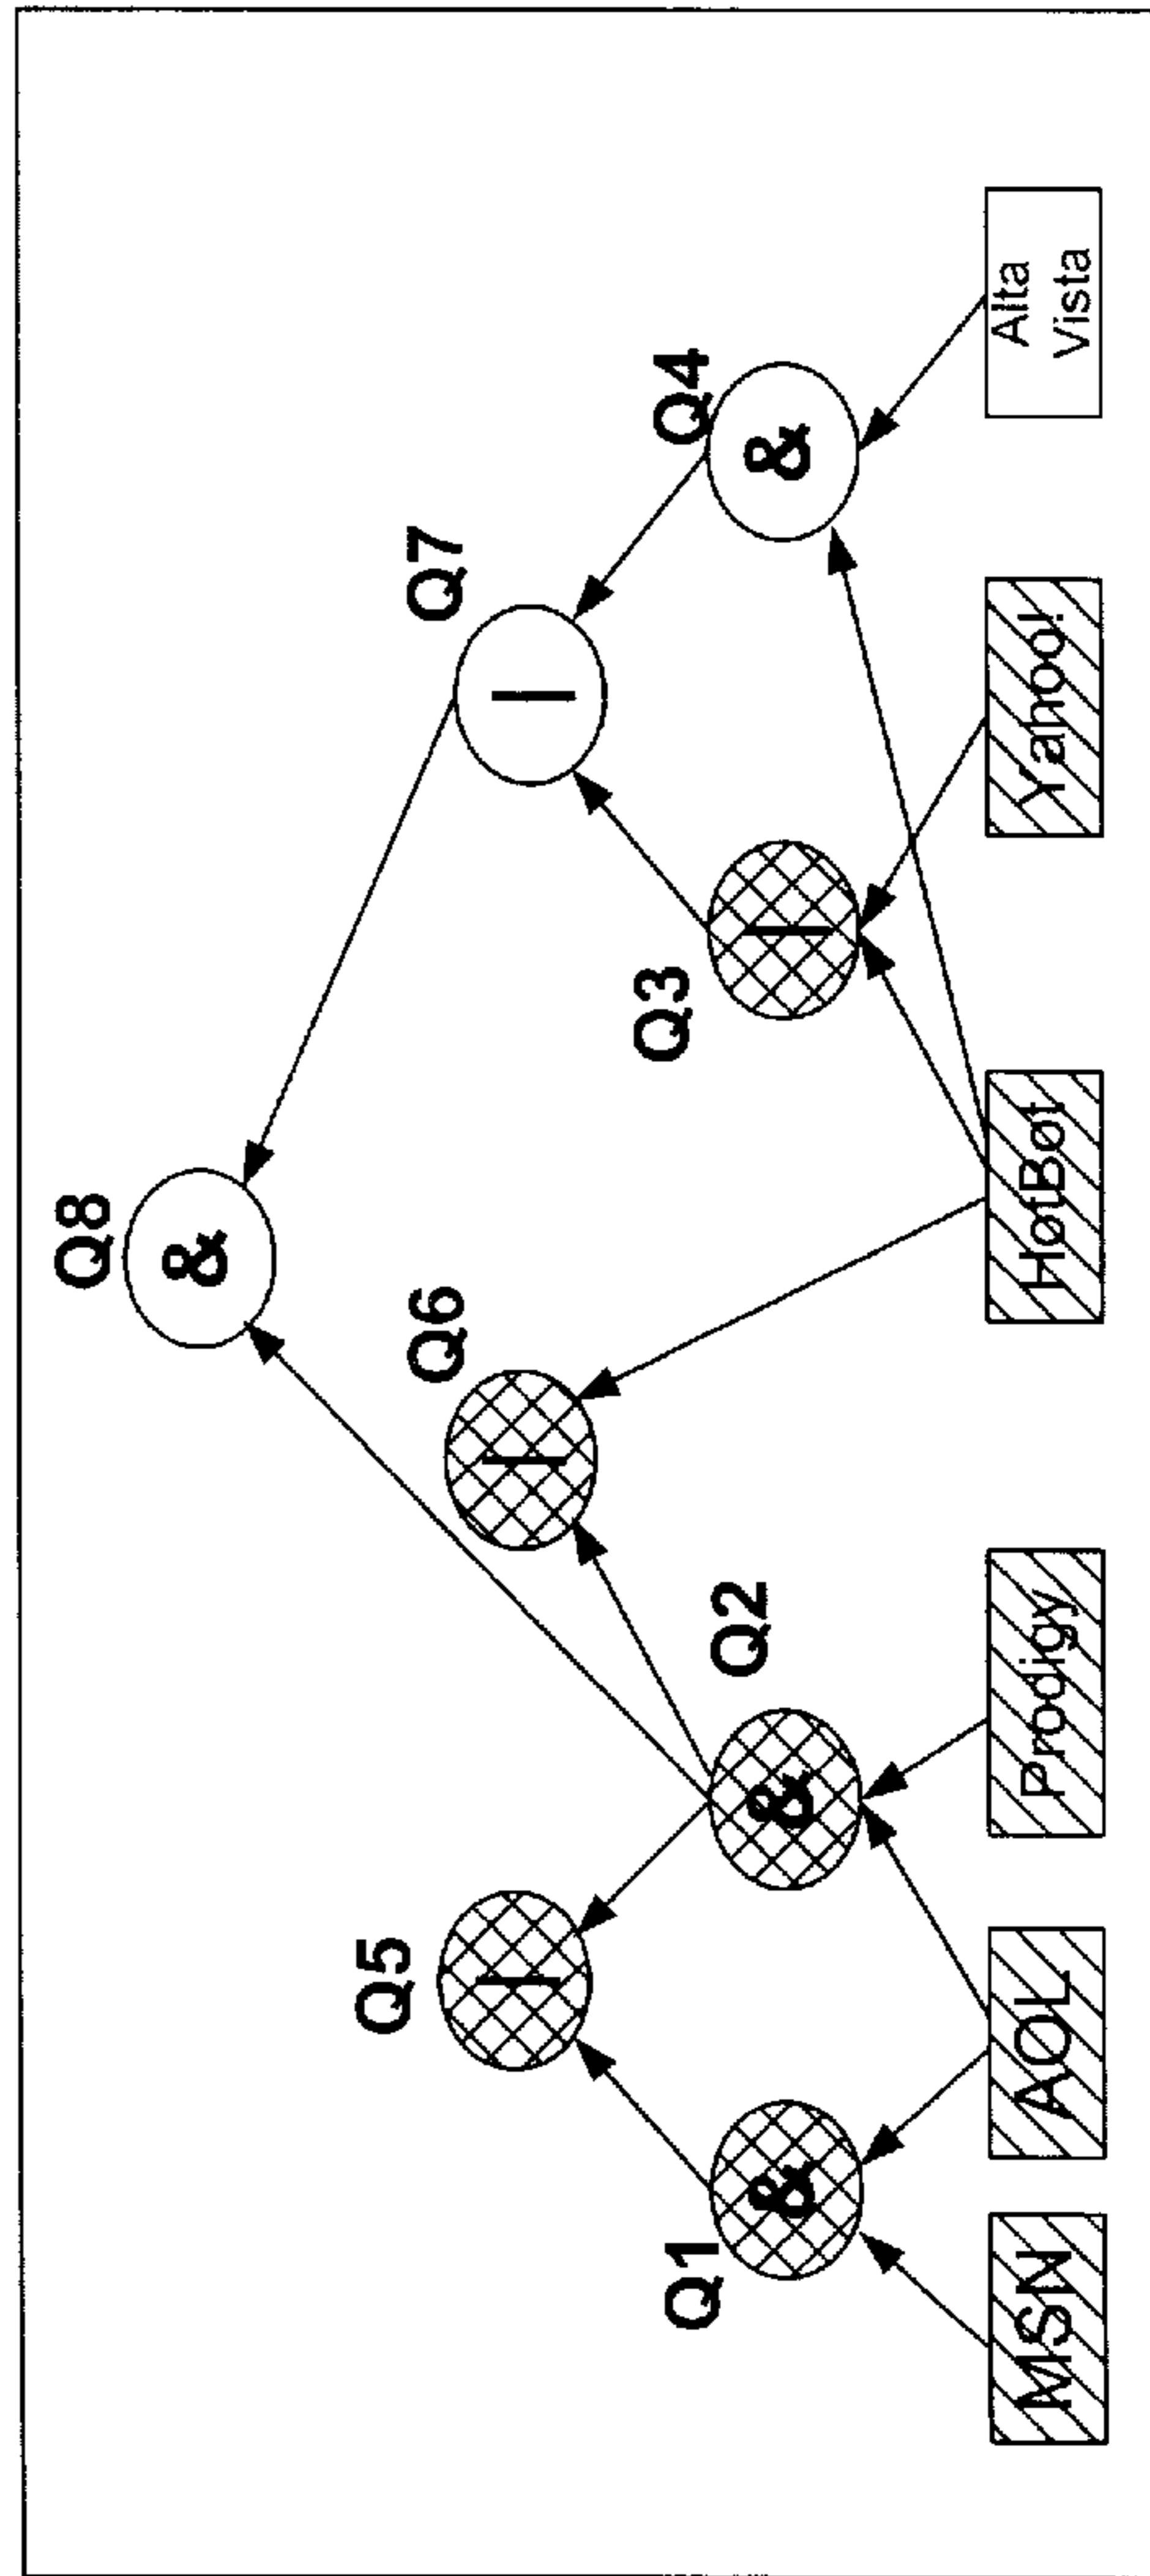 Q8
&
Q5
|
Q6
|
Q7
|
Q1
&
Q2
&
Q3
|
Q4
&
MSN
AOL
Prodigy
HotBot
Yahoo!
Alta
Vista